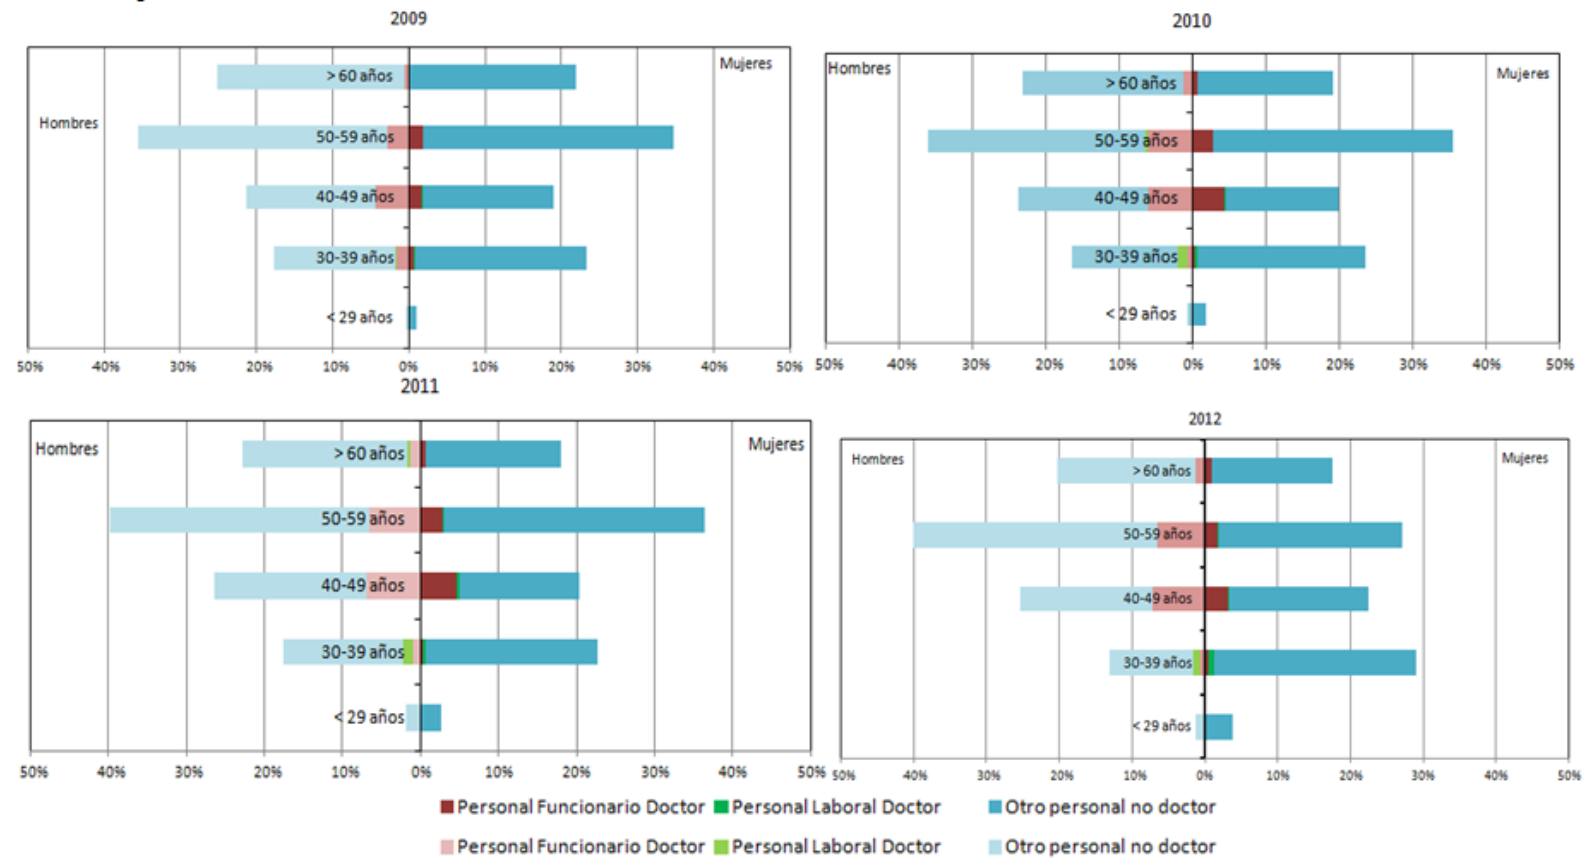 2009
Hombres
Mujeres
> 60 años
50-59 años
40-49 años
30-39 años
< 29 años
50% 40% 30% 20% 10% 0% 10% 20% 30% 40% 50%
2010
Hombres
Mujeres
> 60 años
50-59 años
40-49 años
30-39 años
< 29 años
50% 40% 30% 20% 10% 0% 10% 20% 30% 40% 50%
2011
Hombres
Mujeres
> 60 años
50-59 años
40-49 años
30-39 años
< 29 años
50% 40% 30% 20% 10% 0% 10% 20% 30% 40% 50%
2012
Hombres
Mujeres
> 60 años
50-59 años
40-49 años
30-39 años
< 29 años
50% 40% 30% 20% 10% 0% 10% 20% 30% 40% 50%
Personal Funcionario Doctor Personal Laboral Doctor Otro personal no doctor
Personal Funcionario Doctor Personal Laboral Doctor Otro personal no doctor